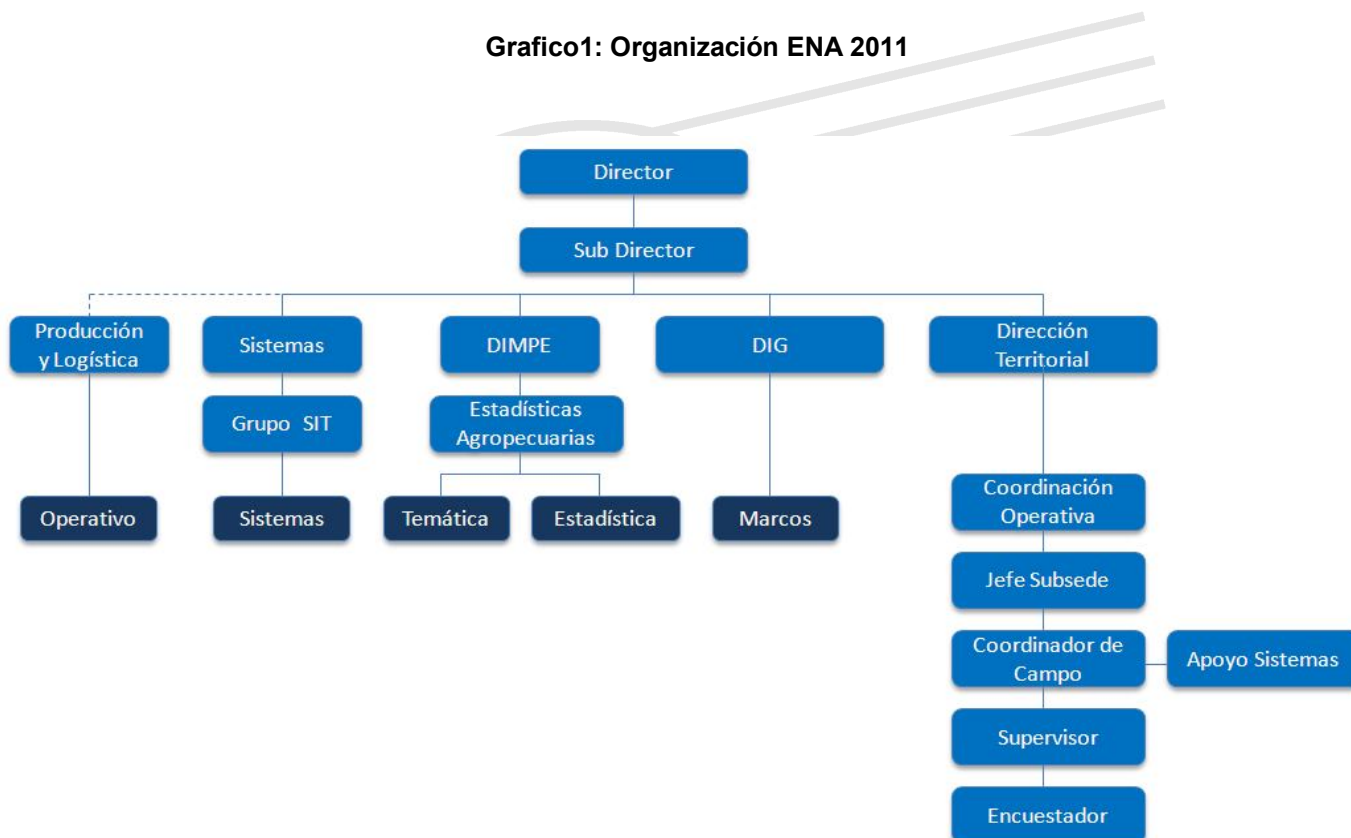 Grafico1: Organización ENA 2011
Director
Sub Director
Producción
y Logística
Sistemas
DIMPE
DIG
Dirección
Territorial
Grupo SIT
Estadísticas
Agropecuarias
Operativo
Sistemas
Temática
Estadística
Marcos
Coordinación
Operativa
Jefe Subsede
Coordinador de
Campo
Apoyo Sistemas
Supervisor
Encuestador